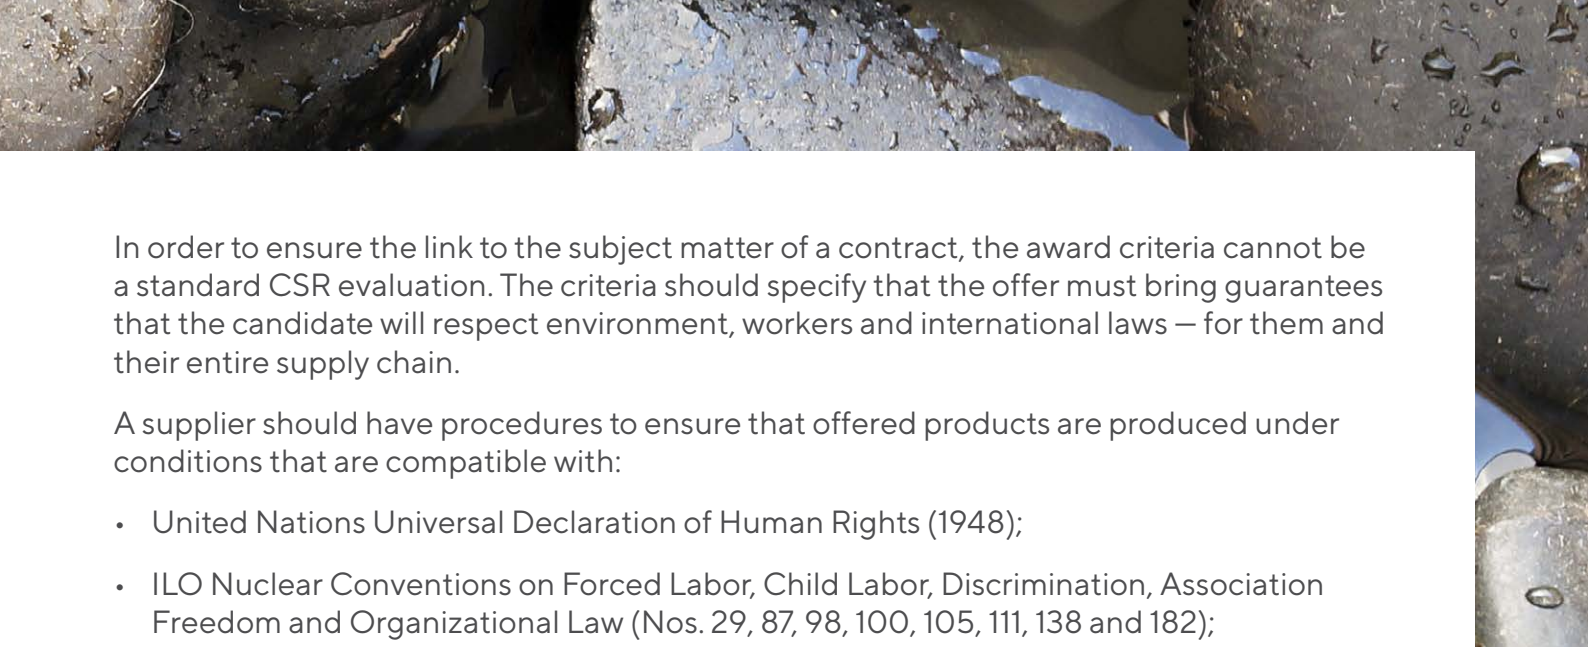 In order to ensure the link to the subject matter of a contract, the award criteria cannot be
a standard CSR evaluation. The criteria should specify that the offer must bring guarantees
that the candidate will respect environment, workers and international laws — for them and
their entire supply chain.
A supplier should have procedures to ensure that offered products are produced under
conditions that are compatible with:
• United Nations Universal Declaration of Human Rights (1948);
• ILO Nuclear Conventions on Forced Labor, Child Labor, Discrimination, Association
Freedom and Organizational Law (Nos. 29, 87, 98, 100, 105, 111, 138 and 182);